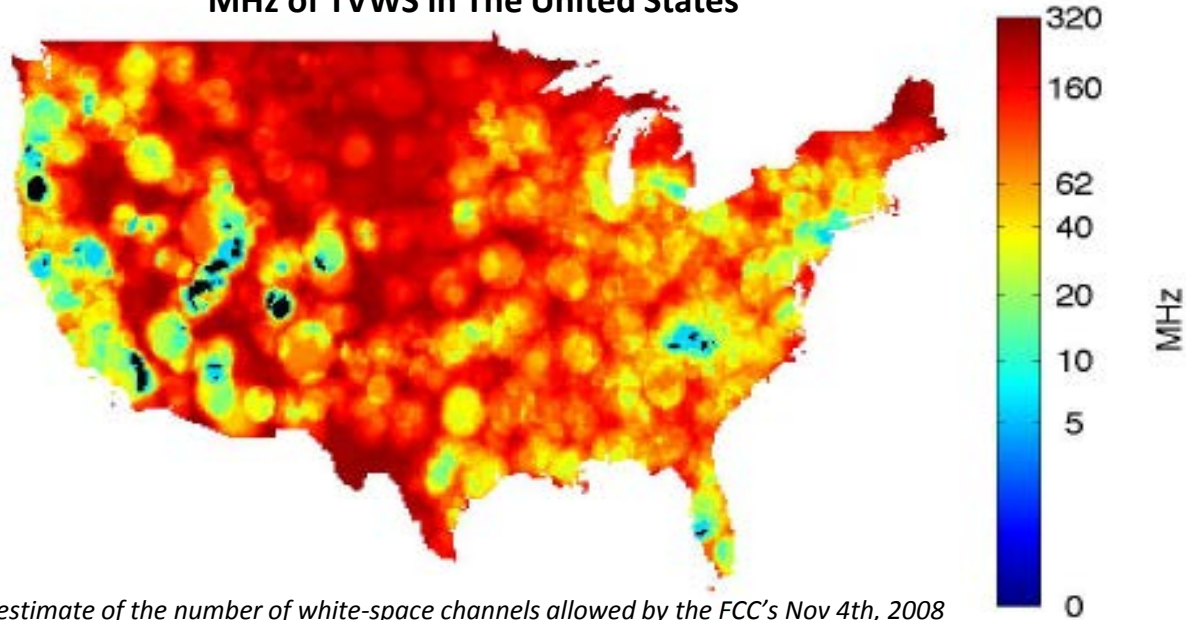 MHz of TVWS in The United States
320
160
62
40
20
10
5
0
MHz
estimate of the number of white-space channels allowed by the FCC's Nov 4th, 2008